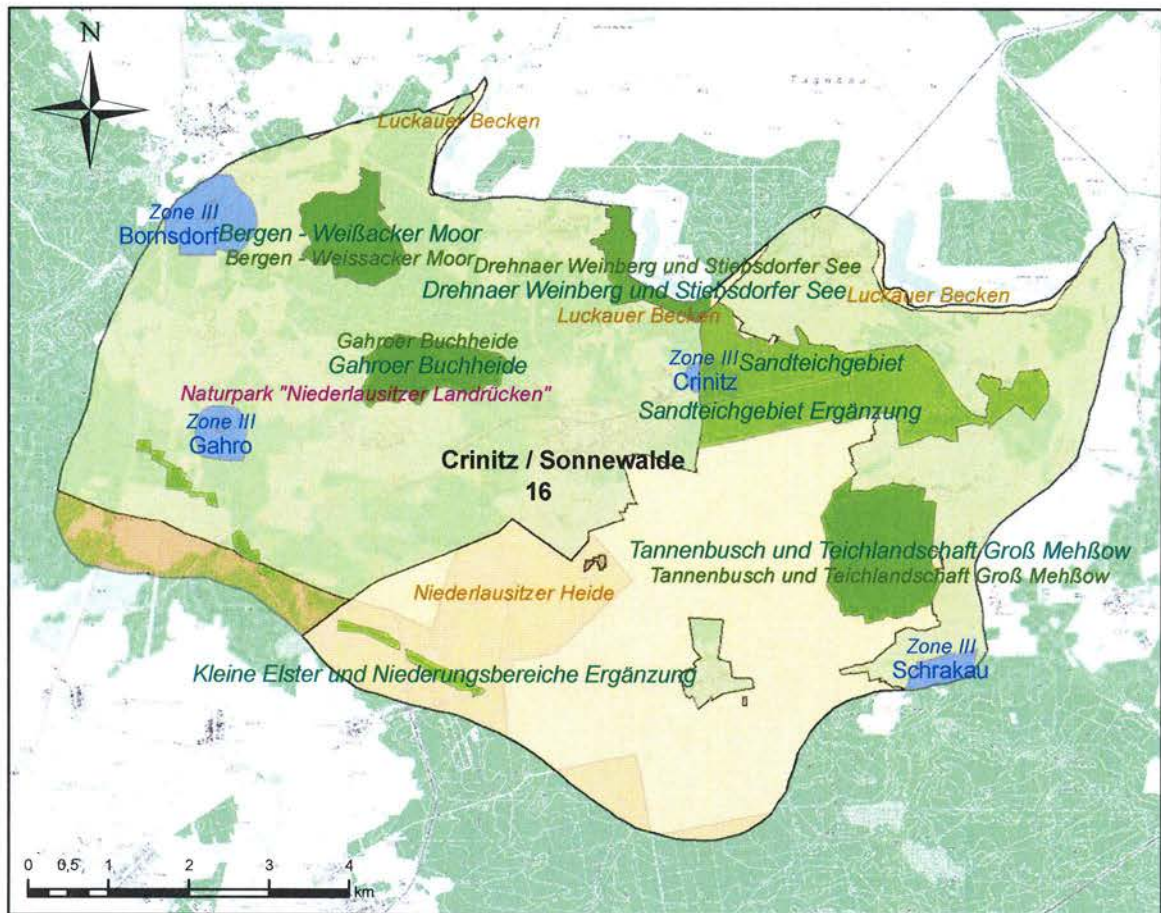 N
Luckauer Becken
Zone III
Bornsdorf
Bergen - Weißacker Moor
Bergen - Weissacker Moor
Drehnaer Weinberg und Stiebsdorfer See
Drehnaer Weinberg und Stiebsdorfer See
Luckauer Becken
Luckauer Becken
Gahroer Buchheide
Gahroer Buchheide
Zone III
Crinitz
Sandteichgebiet
Naturpark "Niederlausitzer Landrücken"
Sandteichgebiet Ergänzung
Zone III
Gahro
Crinitz / Sonnewalde
16
Tannenbusch und Teichlandschaft Groß Mehßow
Tannenbusch und Teichlandschaft Groß Mehßow
Niederlausitzer Heide
Zone III
Schrakau
Kleine Elster und Niederungsbereiche Ergänzung
0 0,5 1 2 3 4
km